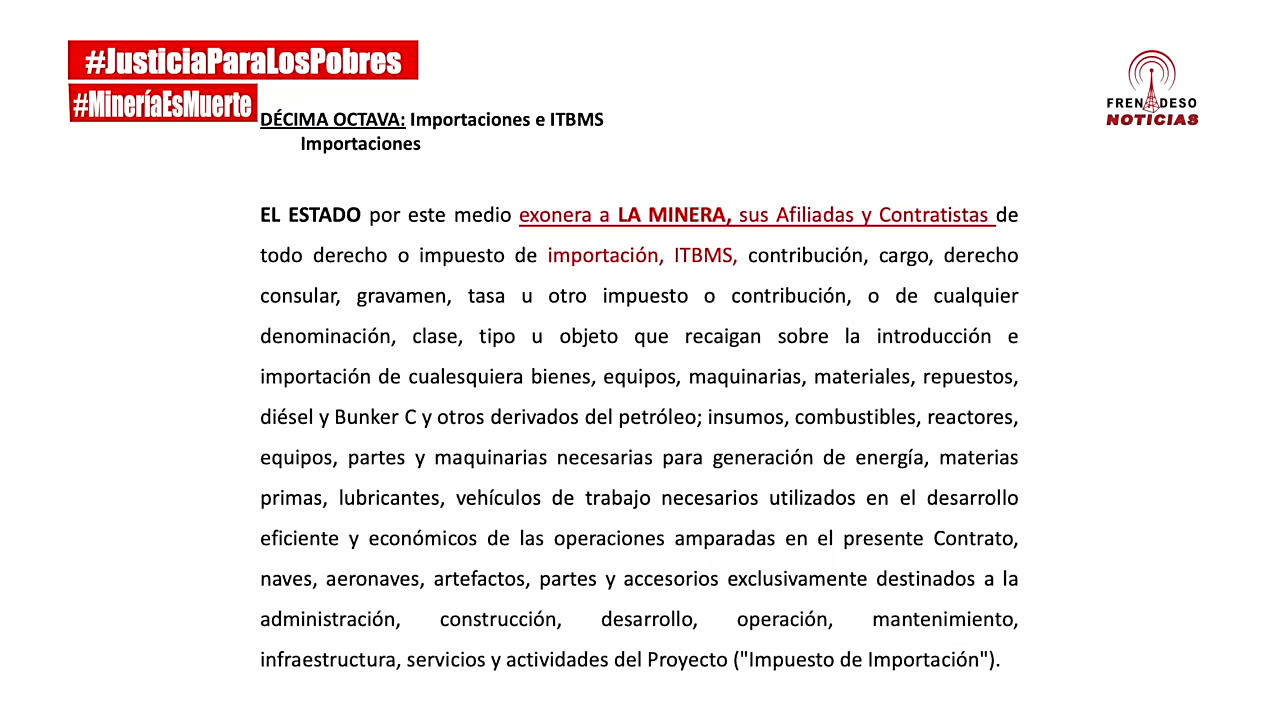 #JusticiaParaLosPobres
#MineríaEsMuerte
FRENADESO
NOTICIAS
DÉCIMA OCTAVA: Importaciones e ITBMS
Importaciones
EL ESTADO por este medio exonera a LA MINERA, sus Afiliadas y Contratistas de
todo derecho o impuesto de importación, ITBMS, contribución, cargo, derecho
consular, gravamen, tasa u otro impuesto o contribución, o de cualquier
denominación, clase, tipo u objeto que recaigan sobre la introducción e
importación de cualesquiera bienes, equipos, maquinarias, materiales, repuestos,
diésel y Bunker C y otros derivados del petróleo; insumos, combustibles, reactores,
equipos, partes y maquinarias necesarias para generación de energía, materias
primas, lubricantes, vehículos de trabajo necesarios utilizados en el desarrollo
eficiente y económicos de las operaciones amparadas en el presente Contrato,
naves, aeronaves, artefactos, partes y accesorios exclusivamente destinados a la
administración, construcción, desarrollo, operación, mantenimiento,
infraestructura, servicios y actividades del Proyecto ("Impuesto de Importación").